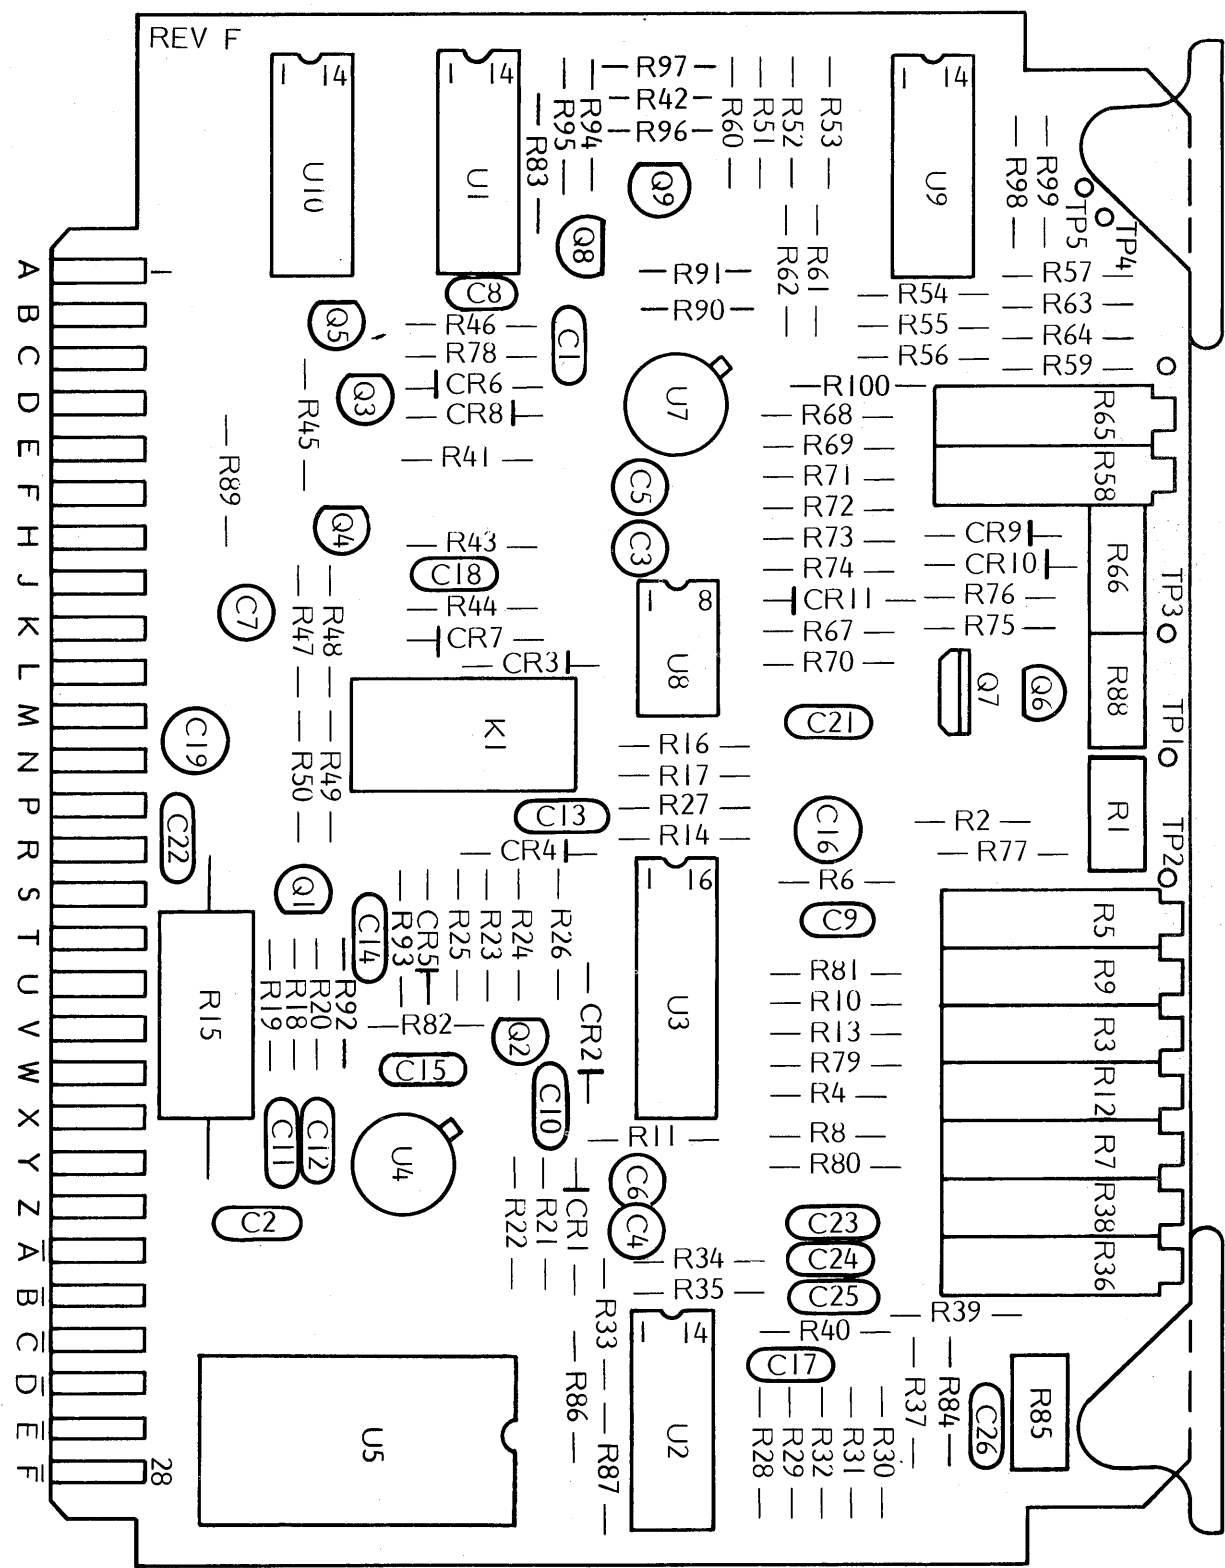 REV F
1 14
U10
1 14
U1
R83
R95
R94
R97
R42
R96
R60
R51
R52
R53
1 14
U9
R98
R99
TP5
TP4
Q9
Q8
R91
R90
R62
R61
R54
R55
R56
R57
R63
R64
R59
A
B
C
D
E
F
H
J
K
L
M
N
P
R
S
T
U
V
W
X
Y
Z
A̅
B̅
C̅
D̅
E̅
F̅
1
28
C8
Q5
R46
R78
C1
CR6
Q3
CR8
R45
R41
R89
Q4
R43
C18
R44
CR7
CR3
C7
R47
R48
K1
C19
R50
R49
C13
CR4
C22
U7
C5
C3
1 8
U8
R16
R17
R27
R14
R100
R68
R69
R71
R72
R73
R74
CR11
R67
R70
C21
C16
R6
C9
R65
R58
CR9
CR10
R76
R75
R66
TP3
Q7
Q6
R88
TP1
R2
R77
R1
TP2
Q1
C14
R93
CR5
R25
R23
R24
R26
1 16
U3
R15
R19
R18
R20
R92
R82
Q2
CR2
C15
C10
C11
C12
U4
R11
C2
R22
R21
CR1
C6
C4
R81
R10
R13
R79
R4
R8
R80
C23
C24
C25
R5
R9
R3
R12
R7
R38
R36
R34
R35
R33
R86
R87
U5
1 14
U2
R39
R40
C17
R28
R29
R32
R31
R30
R37
R84
C26
R85